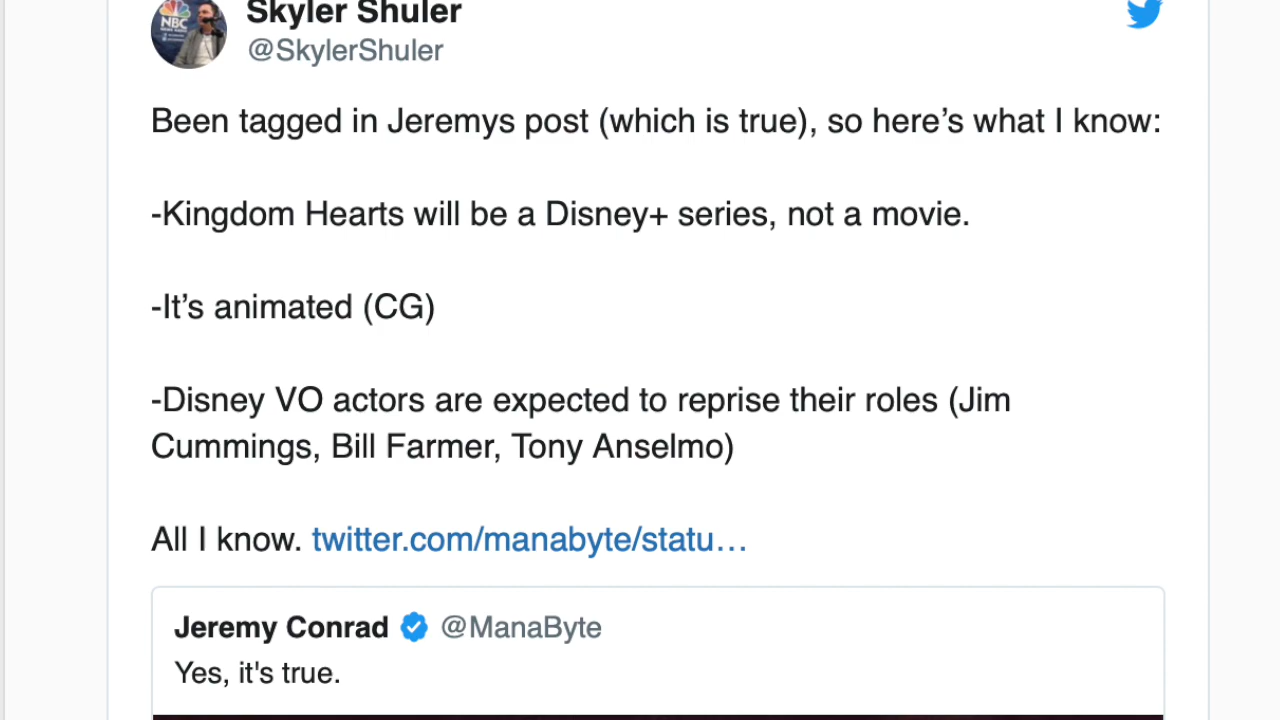 Skyler Shuler
@SkylerShuler
NBC
Been tagged in Jeremys post (which is true), so here’s what I know:
-Kingdom Hearts will be a Disney+ series, not a movie.
-It’s animated (CG)
-Disney VO actors are expected to reprise their roles (Jim
Cummings, Bill Farmer, Tony Anselmo)
All I know. twitter.com/manabyte/statu…
Jeremy Conrad @ManaByte
Yes, it's true.